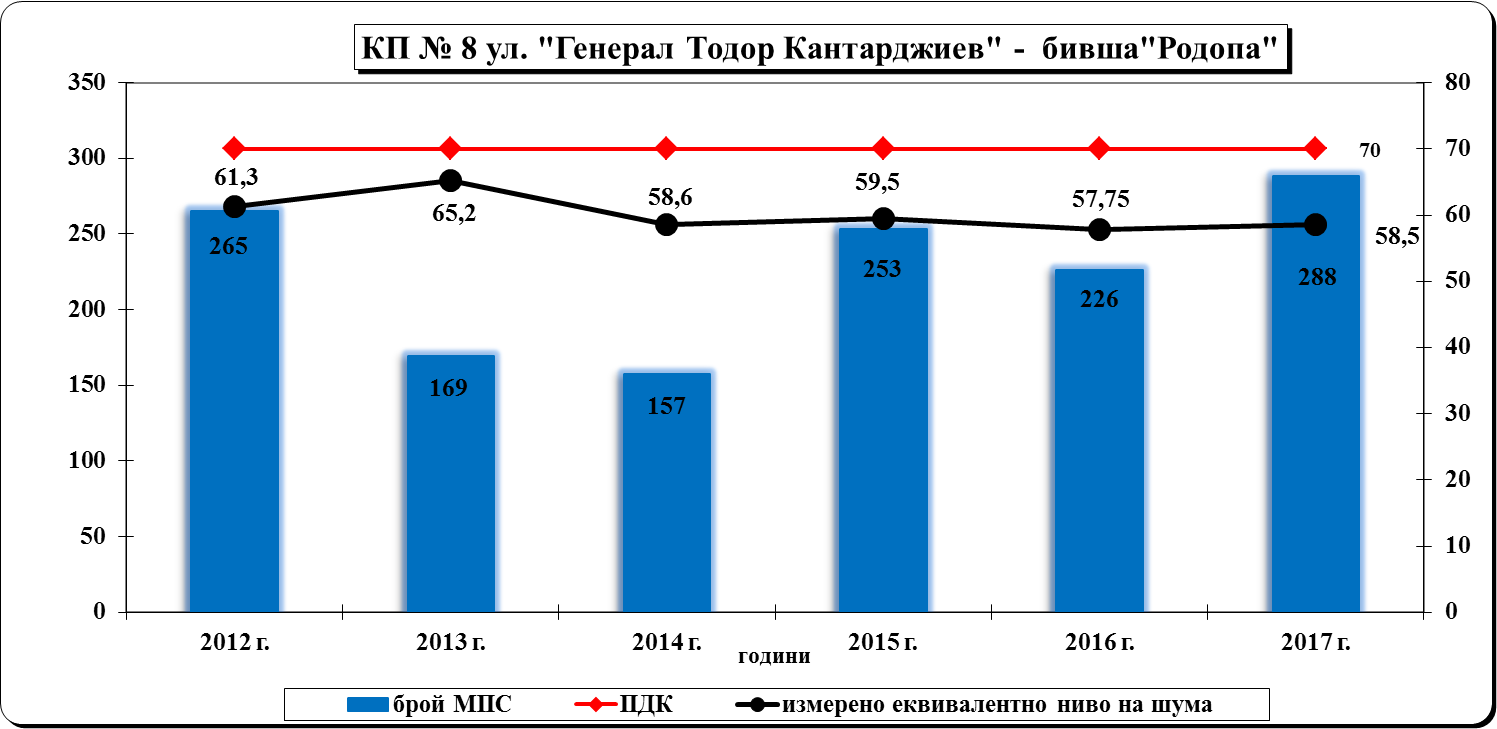 КП № 8 ул. "Генерал Тодор Кантарджиев" - бивша"Родопа"
350 80
300 70
250 60
200 50
150 40
100 30
50 20
0 10
0
70
61,3 65,2 58,6 59,5 57,75 58,5
265 169 157 253 226 288
2012 г. 2013 г. 2014 г. 2015 г. 2016 г. 2017 г.
години
брой МПС ПДК измерено еквивалентно ниво на шума